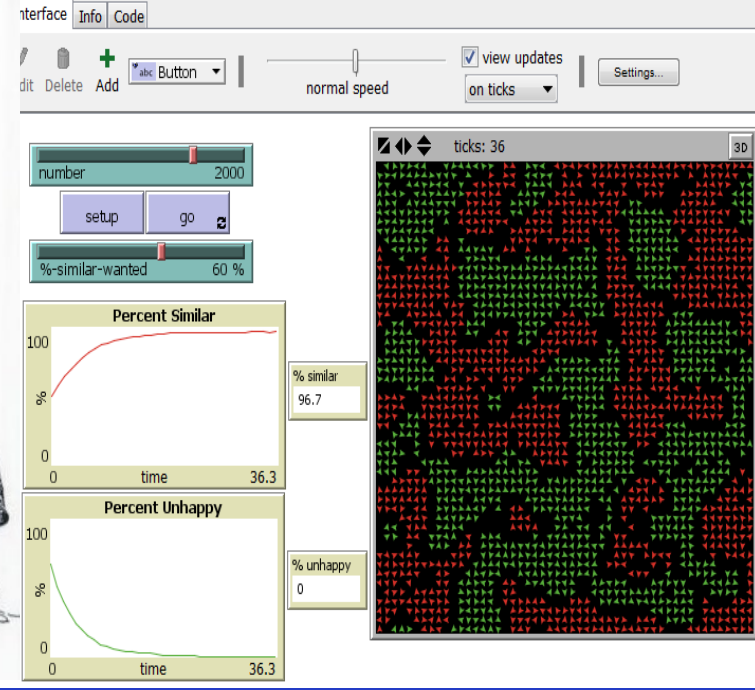 nterface Info Code
dit Delete Add abc Button normal speed view updates on ticks Settings...
number 2000
setup go
%-similar-wanted 60 %
Percent Similar
100
%
0
0 time 36.3
% similar
96.7
Percent Unhappy
100
%
0
0 time 36.3
% unhappy
0
ticks: 36 3D